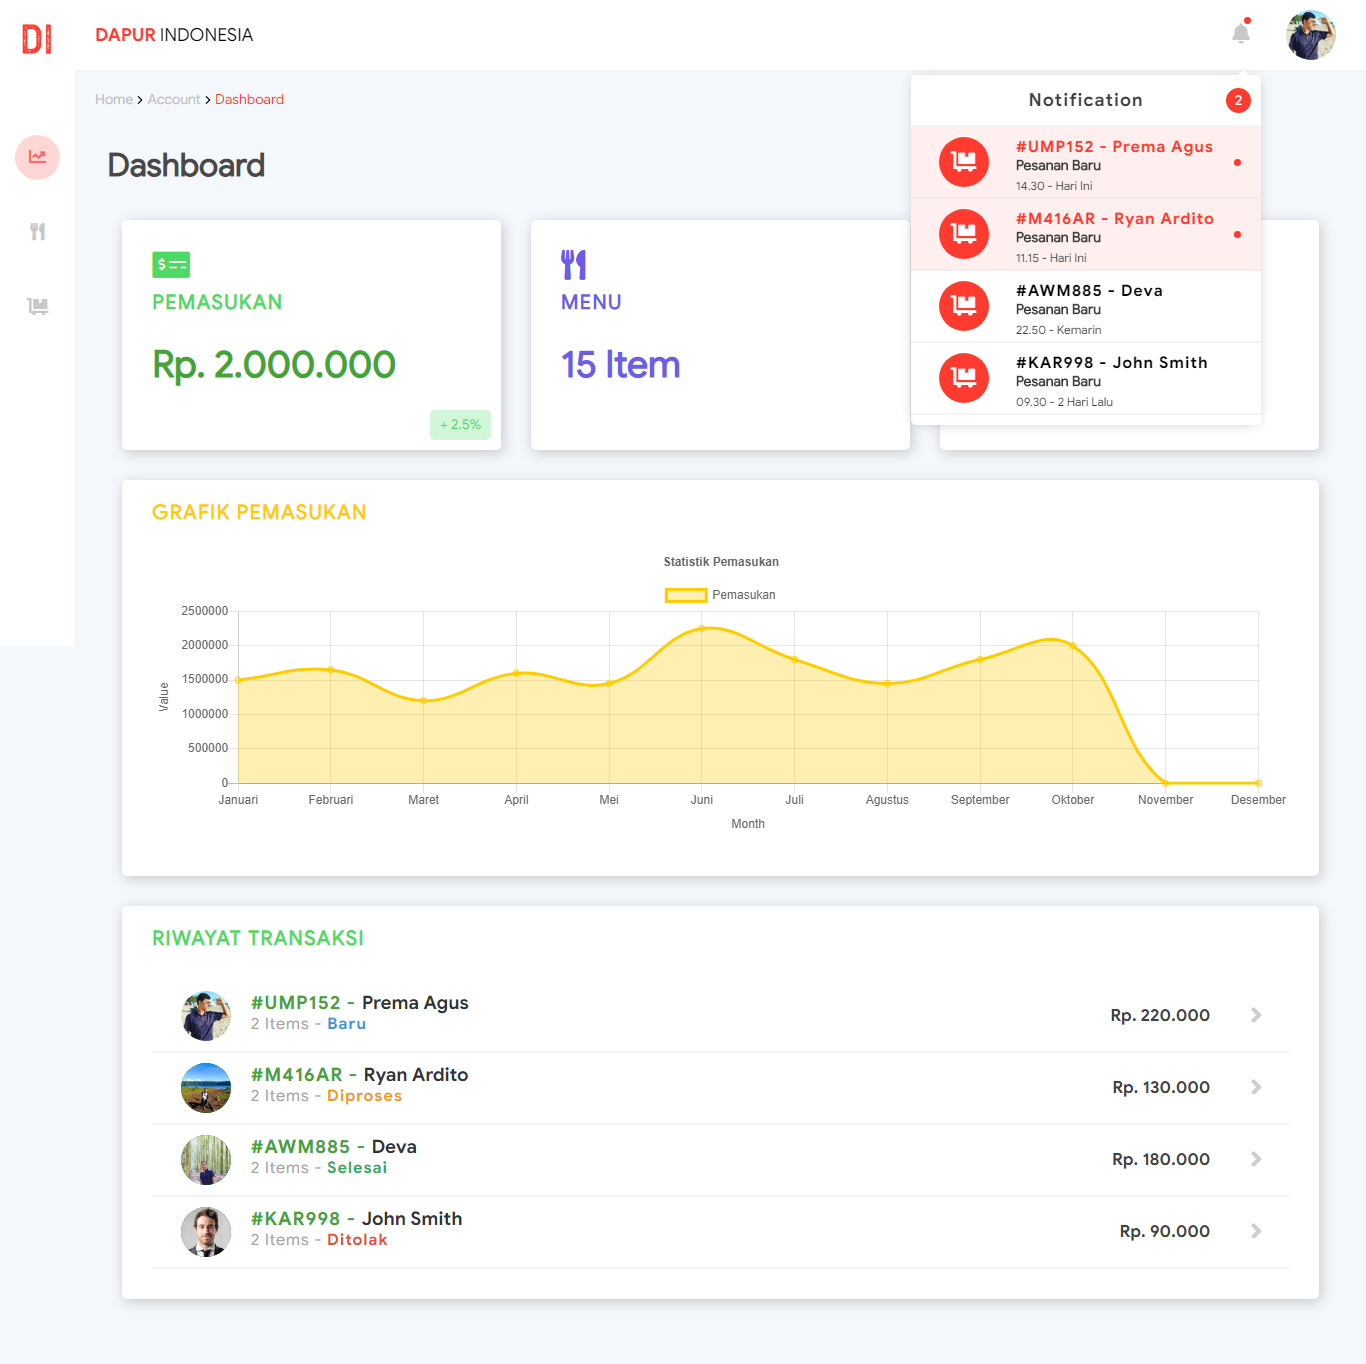 DI
DAPUR INDONESIA
Home > Account > Dashboard
Notification 2
#UMP152 - Prema Agus
Pesanan Baru
14.30 - Hari Ini
#M416AR - Ryan Ardito
Pesanan Baru
11.15 - Hari Ini
#AWM885 - Deva
Pesanan Baru
22.50 - Kemarin
#KAR998 - John Smith
Pesanan Baru
09.30 - 2 Hari Lalu
Dashboard
$
PEMASUKAN
Rp. 2.000.000
+ 2.5%
MENU
15 Item
GRAFIK PEMASUKAN
Statistik Pemasukan
Pemasukan
Value
2500000
2000000
1500000
1000000
500000
0
Januari Februari Maret April Mei Juni Juli Agustus September Oktober November Desember
Month
RIWAYAT TRANSAKSI
#UMP152 - Prema Agus
2 Items - Baru
Rp. 220.000
#M416AR - Ryan Ardito
2 Items - Diproses
Rp. 130.000
#AWM885 - Deva
2 Items - Selesai
Rp. 180.000
#KAR998 - John Smith
2 Items - Ditolak
Rp. 90.000